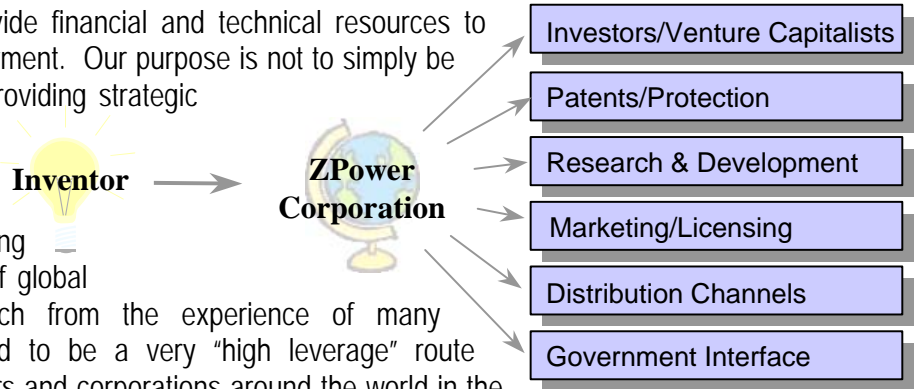 vide financial and technical resources to
ment. Our purpose is not to simply be
roviding strategic
Inventor
ZPower
Corporation
ng
f global
ch from the experience of many
d to be a very “high leverage” route
rs and corporations around the world in the
Investors/Venture Capitalists
Patents/Protection
Research & Development
Marketing/Licensing
Distribution Channels
Government Interface